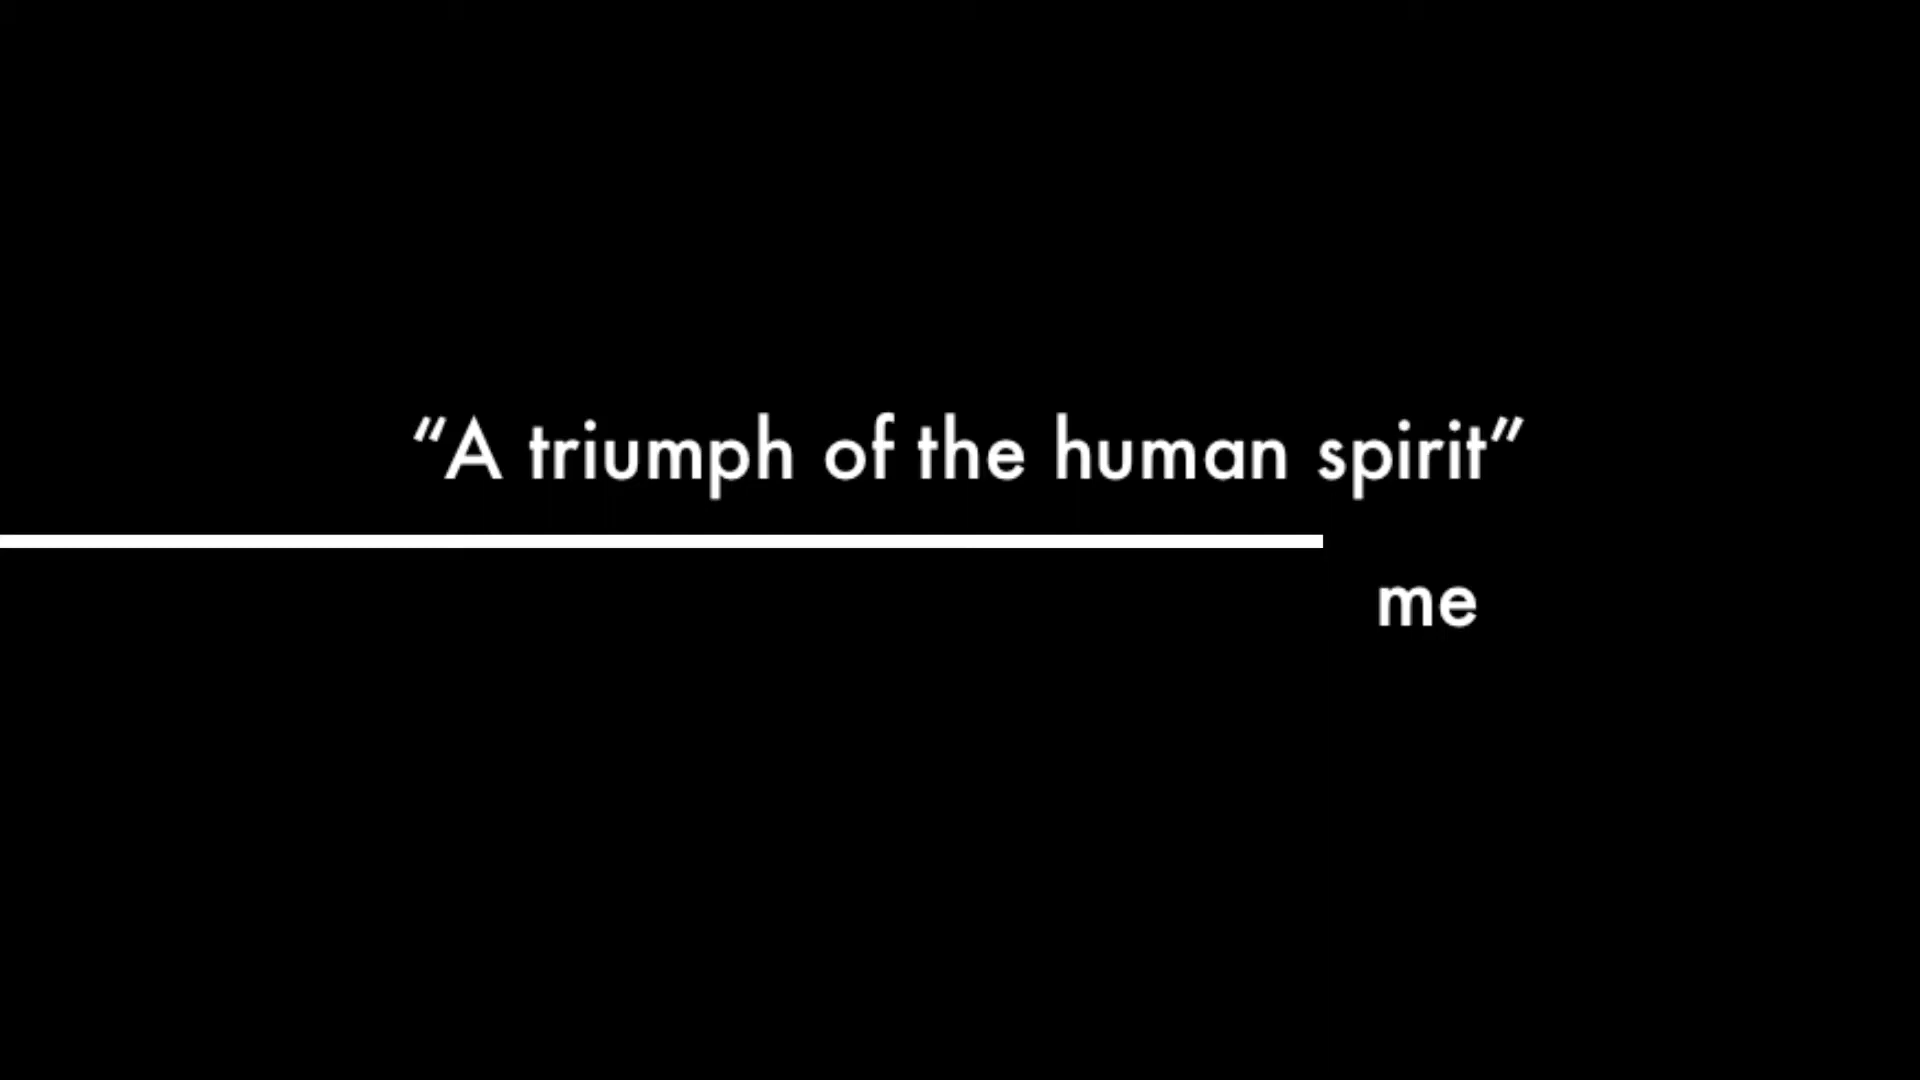 “A triumph of the human spirit”
me